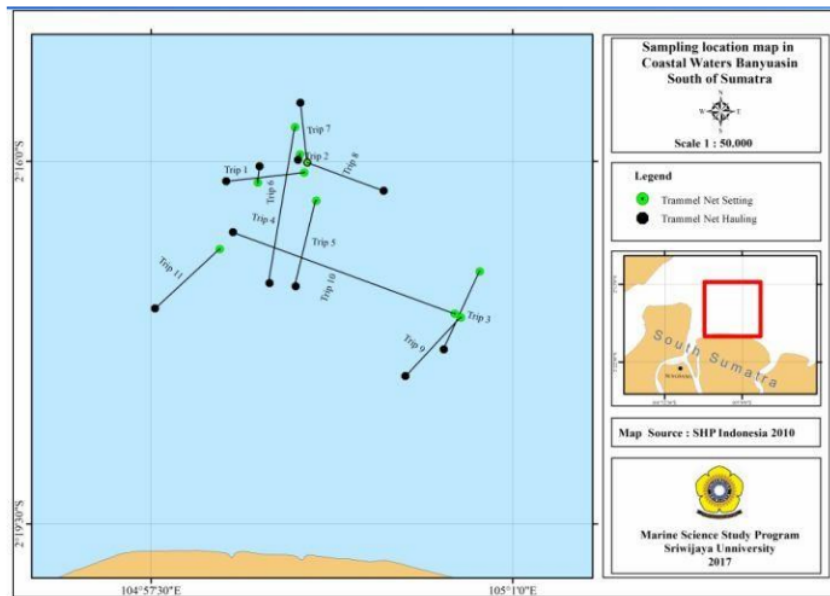 Sampling location map in
Coastal Waters Banyuasin
South of Sumatra
N
S
Scale 1 : 50.000
Legend
Trammel Net Setting
Trammel Net Hauling
South Sumatra
Map Source : SHP Indonesia 2010
Marine Science Study Program
Sriwijaya Unniversity
2017
2°16'0"S
2°19'30"S
104°57'30"E
105°1'0"E
Trip 7
Trip 2
Trip 8
Trip 1
Trip 6
Trip 4
Trip 5
Trip 11
Trip 10
Trip 3
Trip 9